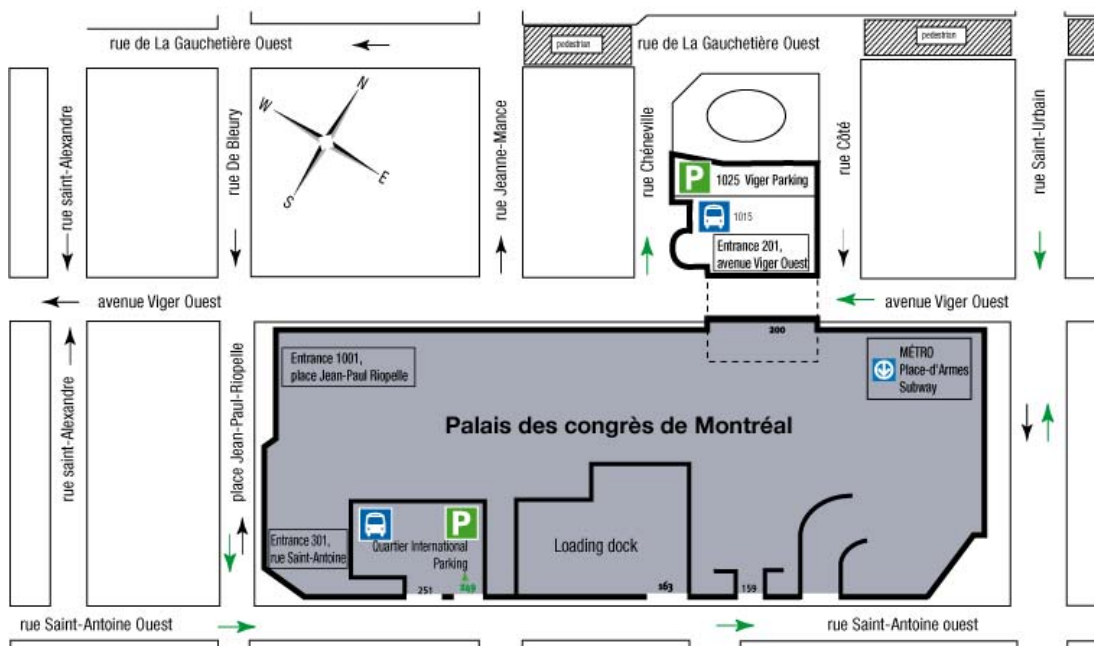 rue de La Gauchetière Ouest
pedestrian
rue de La Gauchetière Ouest
pedestrian
pedestrian
rue saint-Alexandre
rue De Bleury
N
W
E
S
rue Jeanne-Mance
rue Chéneville
P 1025 Viger Parking
1015
Entrance 201,
avenue Viger Ouest
rue Côté
rue Saint-Urbain
avenue Viger Ouest
avenue Viger Ouest
200
rue saint-Alexandre
place Jean-Paul-Riopelle
Entrance 1001,
place Jean-Paul Riopelle
MÉTRO
Place-d'Armes
Subway
Palais des congrès de Montréal
Entrance 301,
rue Saint-Antoine
P
Quartier International
Parking
Loading dock
251
249
163
159
rue Saint-Antoine Ouest
rue Saint-Antoine ouest